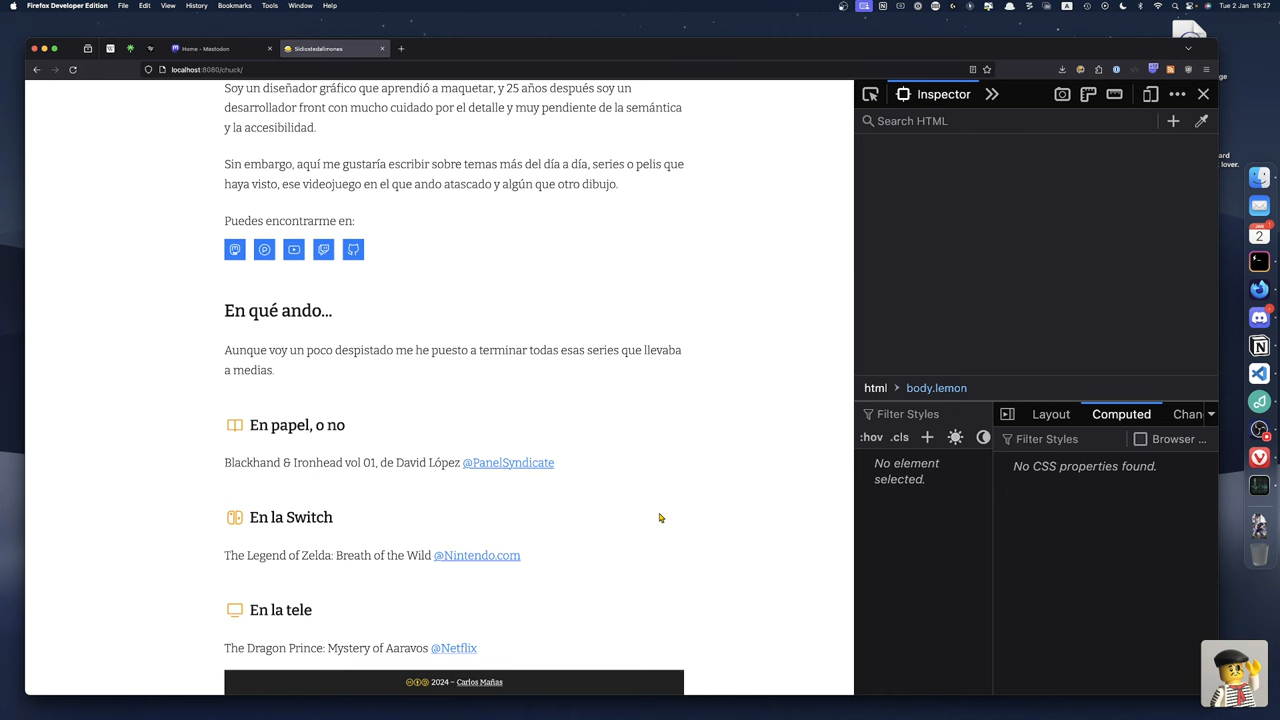 Firefox Developer Edition File Edit View History Bookmarks Tools Window Help
Tue 2 Jan 19:27
Home – Mastodon
Sidiostedalimones
localhost:8080/chuck/
Soy un diseñador gráfico que aprendió a maquetar, y 25 años después soy un
desarrollador front con mucho cuidado por el detalle y muy pendiente de la semántica
y la accesibilidad.
Sin embargo, aquí me gustaría escribir sobre temas más del día a día, series o pelis que
haya visto, ese videojuego en el que ando atascado y algún que otro dibujo.
Puedes encontrarme en:
En qué ando...
Aunque voy un poco despistado me he puesto a terminar todas esas series que llevaba
a medias.
En papel, o no
Blackhand & Ironhead vol 01, de David López @PanelSyndicate
En la Switch
The Legend of Zelda: Breath of the Wild @Nintendo.com
En la tele
The Dragon Prince: Mystery of Aaravos @Netflix
2024 – Carlos Mañas
Inspector
Search HTML
html
body.lemon
Filter Styles
Layout
Computed
Chan
:hov .cls
Filter Styles
Browser ...
No element
selected.
No CSS properties found.
lover.
JAN
2